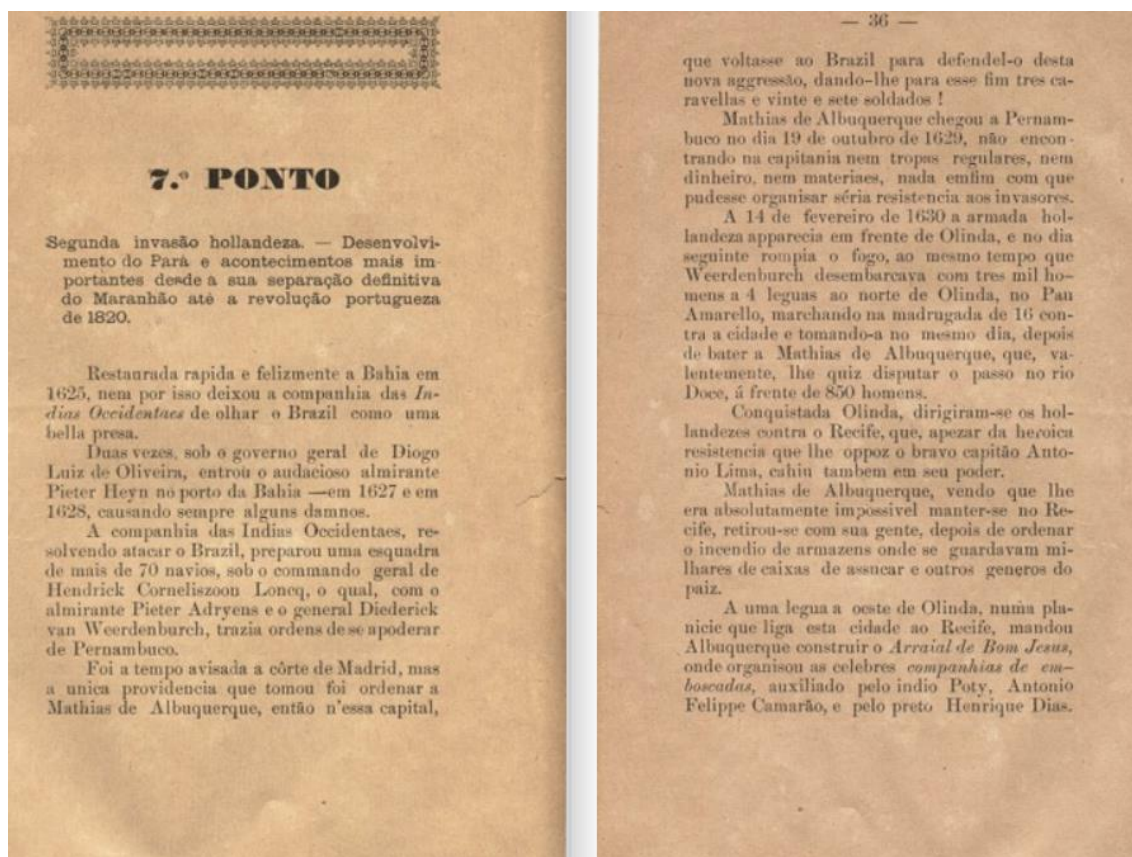 7.º PONTO
Segunda invasão hollandeza. — Desenvolvi-
mento do Pará e acontecimentos mais im-
portantes desde a sua separação definitiva
do Maranhão até a revolução portugueza
de 1820.
Restaurada rapida e felizmente a Bahia em
1625, nem por isso deixou a companhia das In-
dias Occidentaes de olhar o Brazil como uma
bella presa.
Duas vezes, sob o governo geral de Diogo
Luiz de Oliveira, entrou o audacioso almirante
Pieter Heyn no porto da Bahia —em 1627 e em
1628, causando sempre alguns damnos.
A companhia das Indias Occidentaes, re-
solvendo atacar o Brazil, preparou uma esquadra
de mais de 70 navios, sob o commando geral de
Hendrick Corneliszoou Loncq, o qual, com o
almirante Pieter Adryens e o general Diederick
van Weerdenburch, trazia ordens de se apoderar
de Pernambuco.
Foi a tempo avisada a côrte de Madrid, mas
a unica providencia que tomou foi ordenar a
Mathias de Albuquerque, então n'essa capital,
— 36 —
que voltasse ao Brazil para defendel-o desta
nova aggressão, dando-lhe para esse fim tres ca-
ravellas e vinte e sete soldados !
Mathias de Albuquerque chegou a Pernam-
buco no dia 19 de outubro de 1629, não encon-
trando na capitania nem tropas regulares, nem
dinheiro, nem materiaes, nada emfim com que
pudesse organisar séria resistencia aos invasores.
A 14 de fevereiro de 1630 a armada hol-
landeza apparecia em frente de Olinda, e no dia
seguinte rompia o fogo, ao mesmo tempo que
Weerdenburch desembarcava com tres mil ho-
mens a 4 leguas ao norte de Olinda, no Pau
Amarello, marchando na madrugada de 16 con-
tra a cidade e tomando-a no mesmo dia, depois
de bater a Mathias de Albuquerque, que, va-
lentemente, lhe quiz disputar o passo no rio
Doce, á frente de 850 homens.
Conquistada Olinda, dirigiram-se os hol-
landezes contra o Recife, que, apezar da heroica
resistencia que lhe oppoz o bravo capitão Anto-
nio Lima, cahiu tambem em seu poder.
Mathias de Albuquerque, vendo que lhe
era absolutamente impossivel manter-se no Re-
cife, retirou-se com sua gente, depois de ordenar
o incendio de armazens onde se guardavam mi-
lhares de caixas de assucar e outros generos do
paiz.
A uma legua a oeste de Olinda, numa pla-
nicie que liga esta cidade ao Recife, mandou
Albuquerque construir o Arraial de Bom Jesus,
onde organisou as celebres companhias de em-
boscadas, auxiliado pelo indio Poty, Antonio
Felippe Camarão, e pelo preto Henrique Dias.